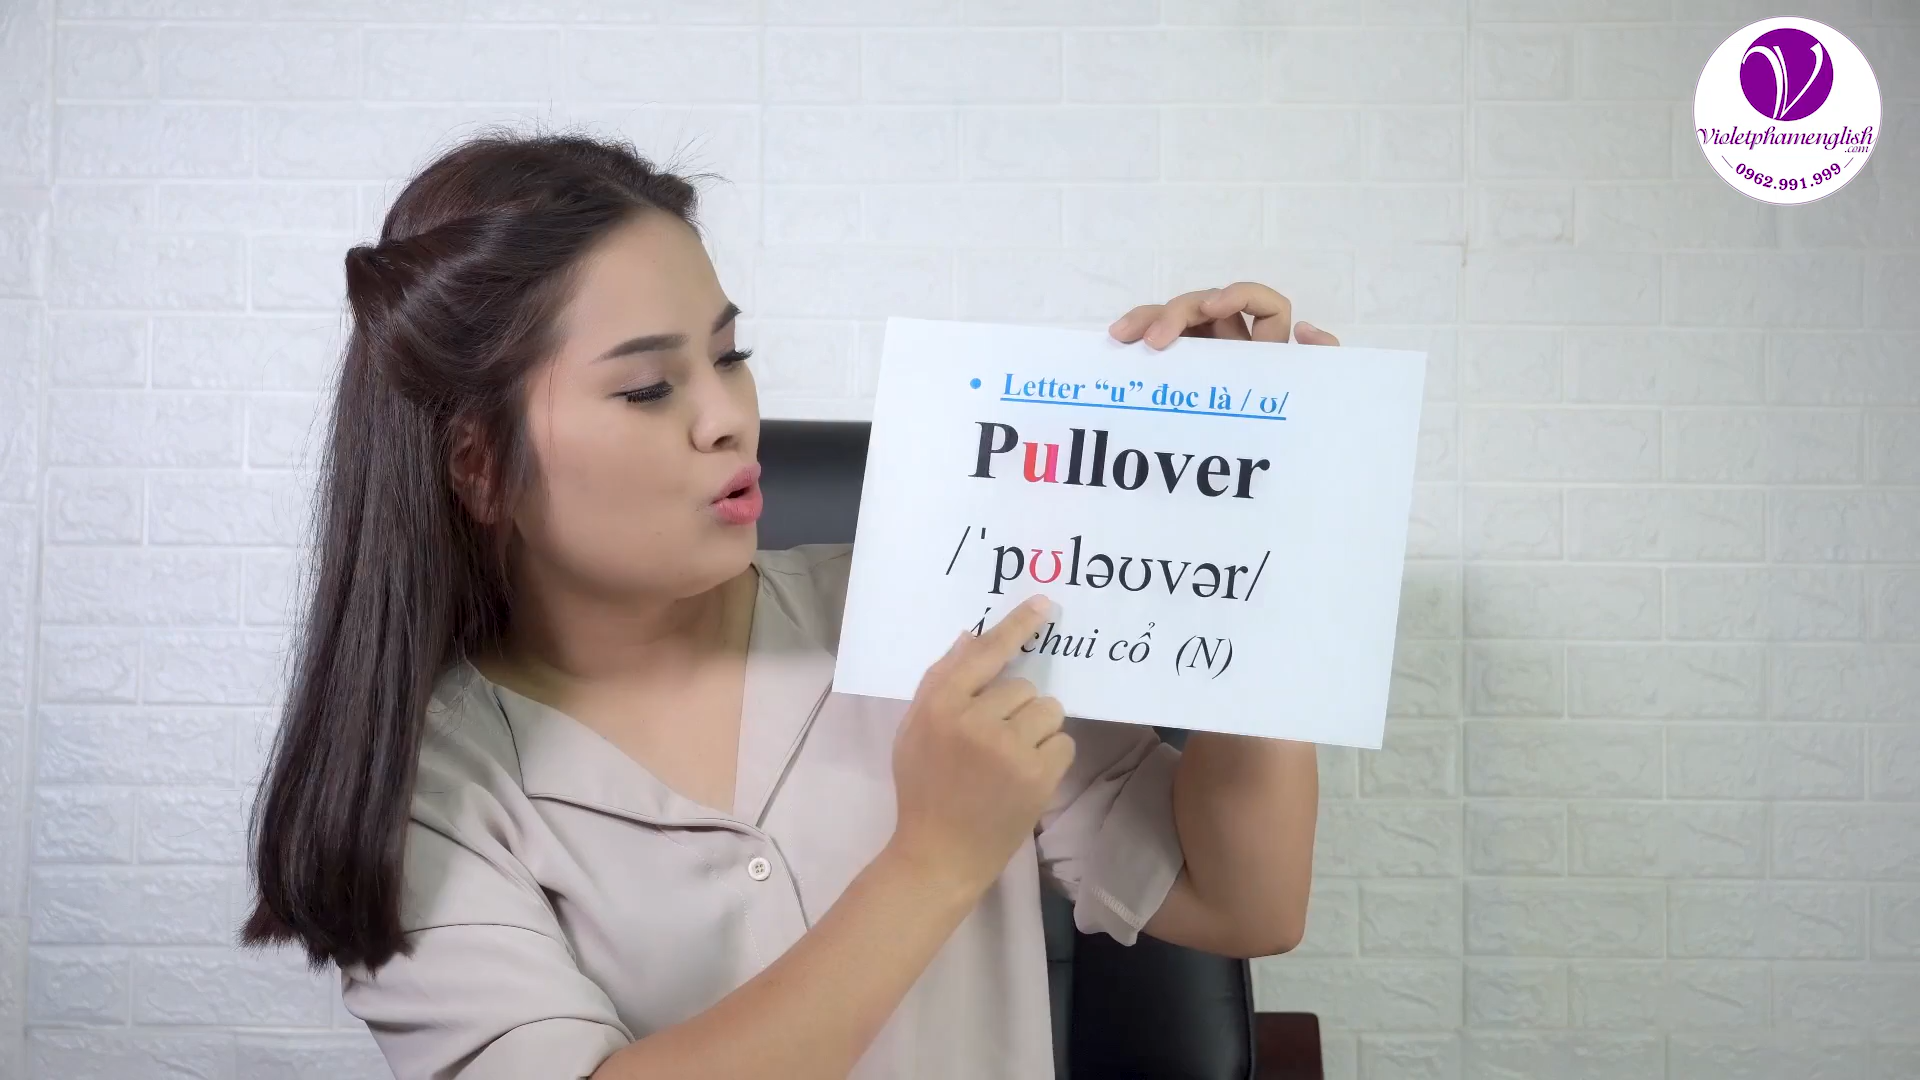 Violetphamenglish
.com
0962.991.999
• Letter “u” đọc là / ʊ/
Pullover
/ˈpʊləʊvər/
chui cổ (N)